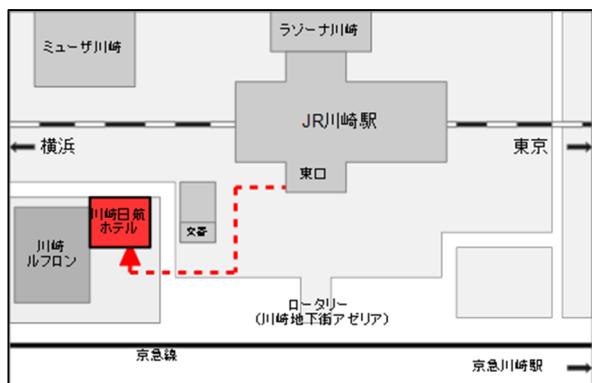 ミューザ川崎
ラゾーナ川崎
JR川崎駅
横浜
東京
東口
川崎日航
ホテル
交番
川崎
ルフロン
ロータリー
(川崎地下街アゼリア)
京急線
京急川崎駅